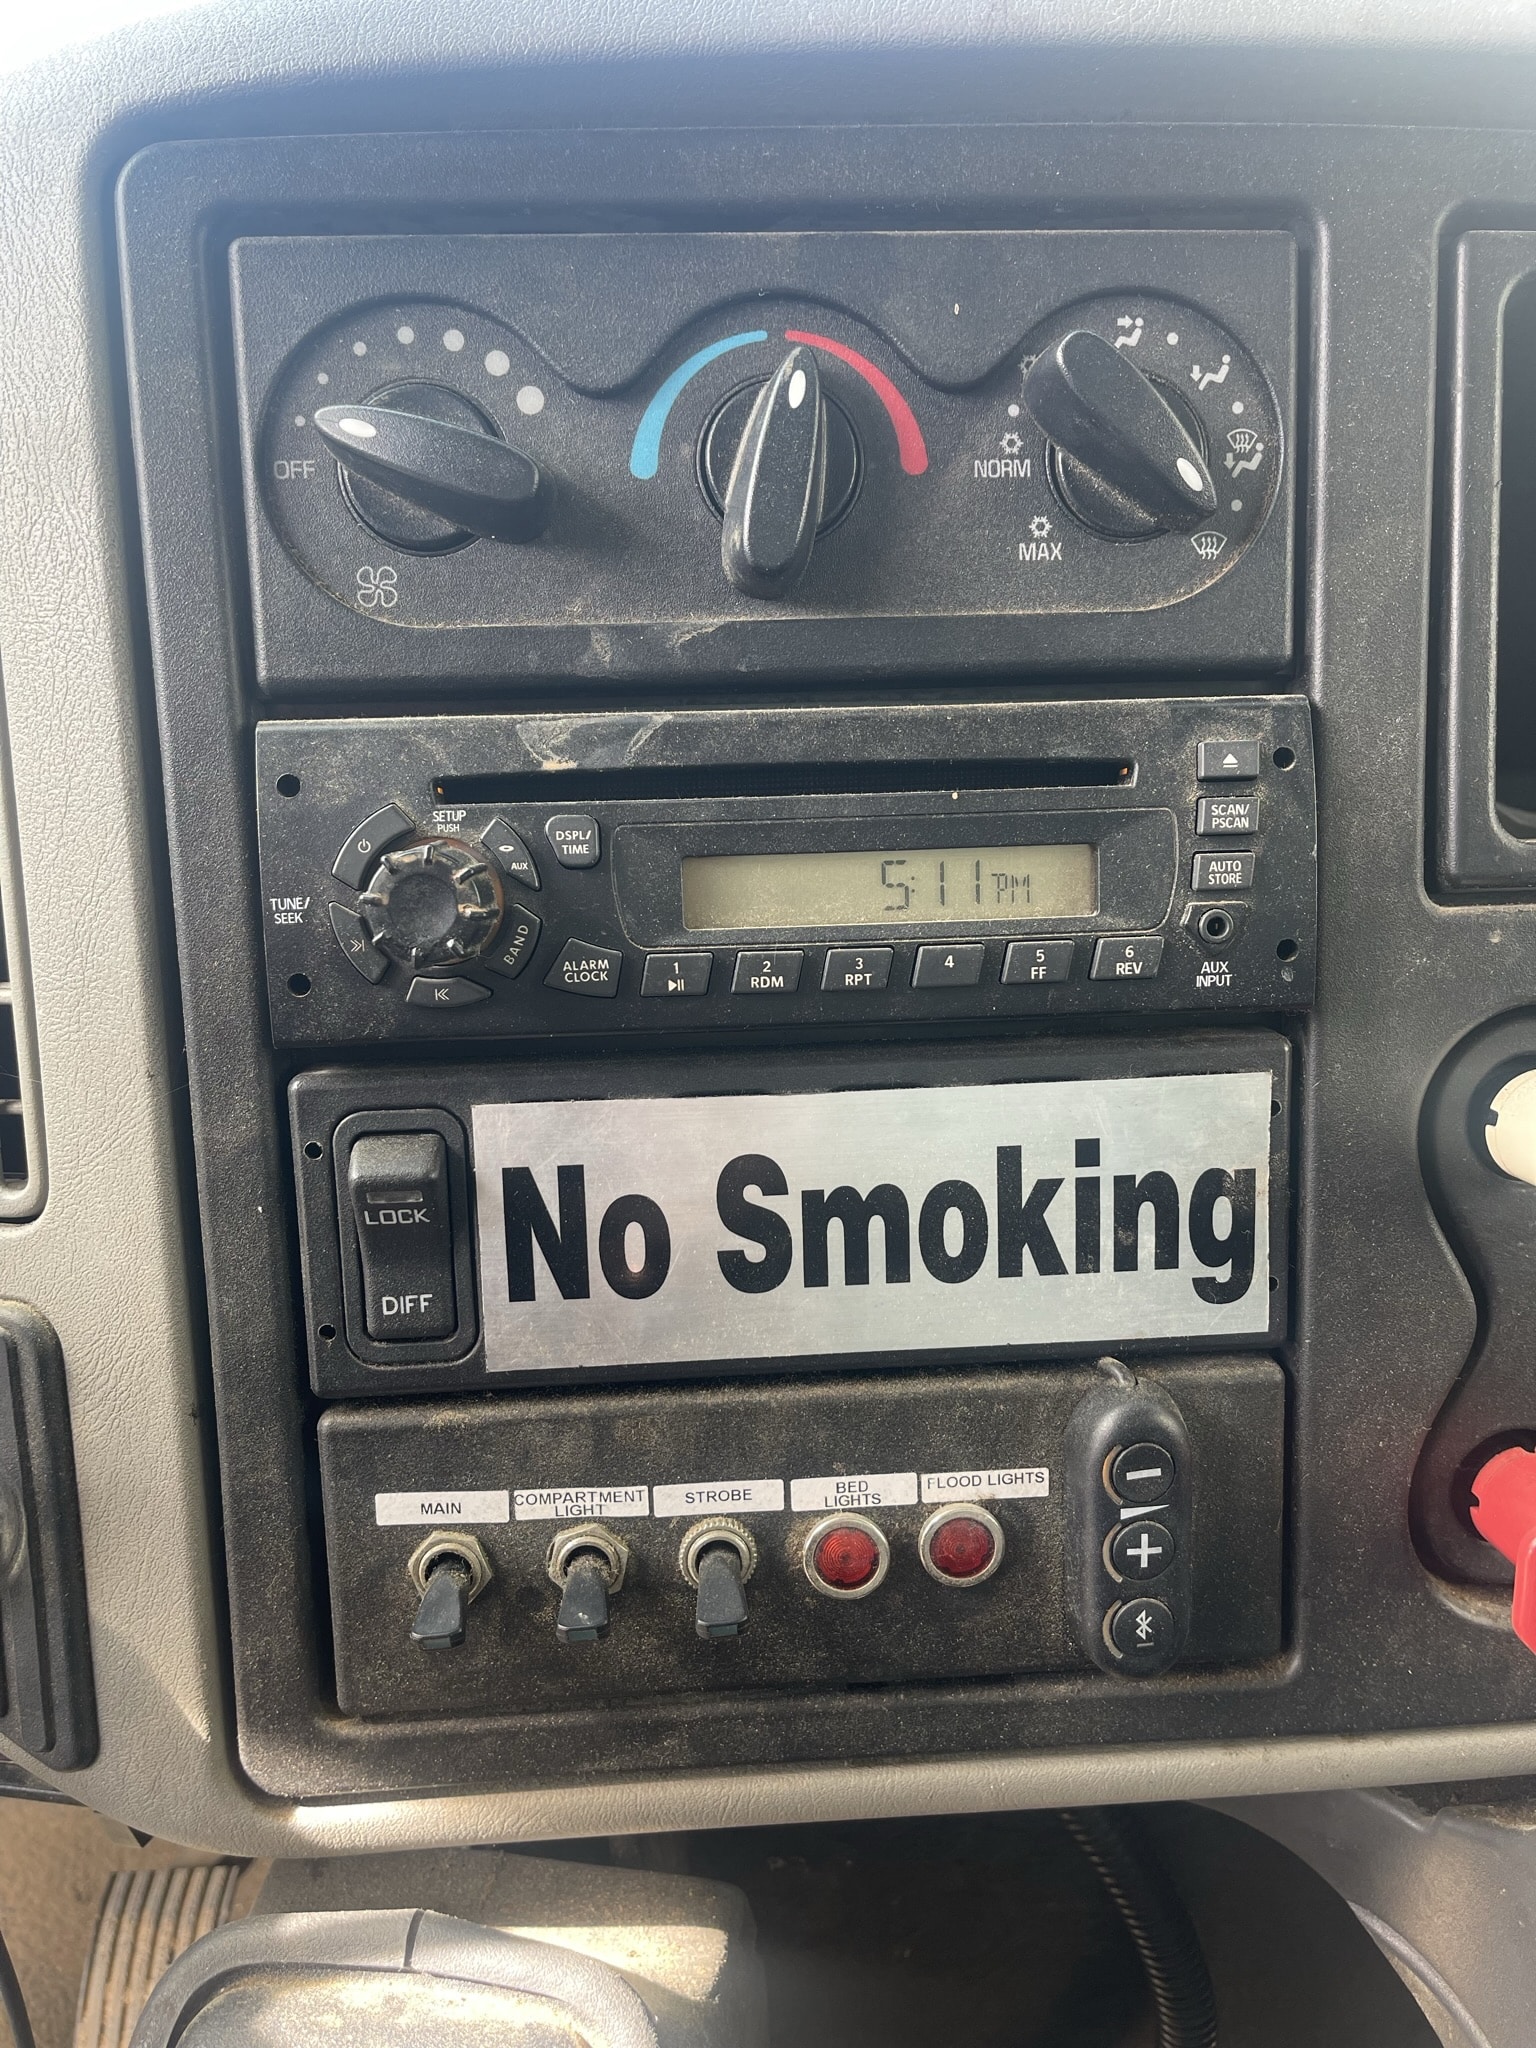 OFF
NORM
MAX
SETUP
PUSH
DSPL/
TIME
AUX
TUNE/
SEEK
BAND
ALARM
CLOCK
5:11 PM
SCAN/
PSCAN
AUTO
STORE
1
2
RDM
3
RPT
4
5
FF
6
REV
AUX
INPUT
LOCK
DIFF
No Smoking
MAIN
COMPARTMENT
LIGHT
STROBE
BED
LIGHTS
FLOOD LIGHTS